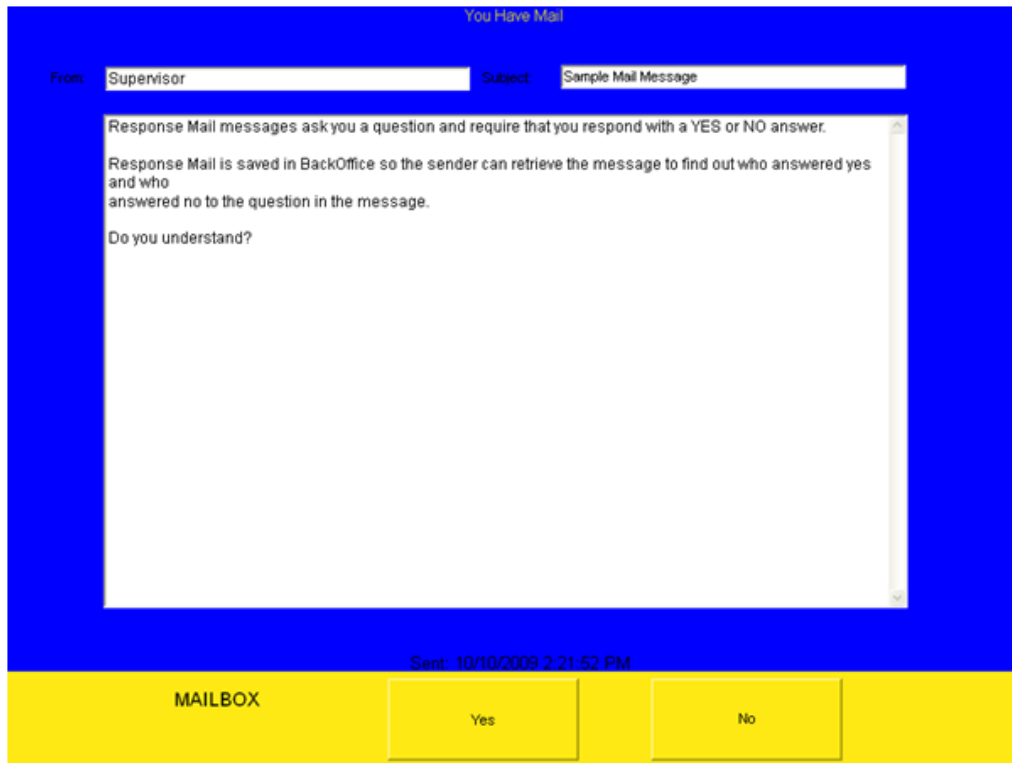 You Have Mail
From: Supervisor Subject: Sample Mail Message
Response Mail messages ask you a question and require that you respond with a YES or NO answer.
Response Mail is saved in BackOffice so the sender can retrieve the message to find out who answered yes
and who
answered no to the question in the message.
Do you understand?
Sent: 10/10/2009 2:21:52 PM
MAILBOX Yes No